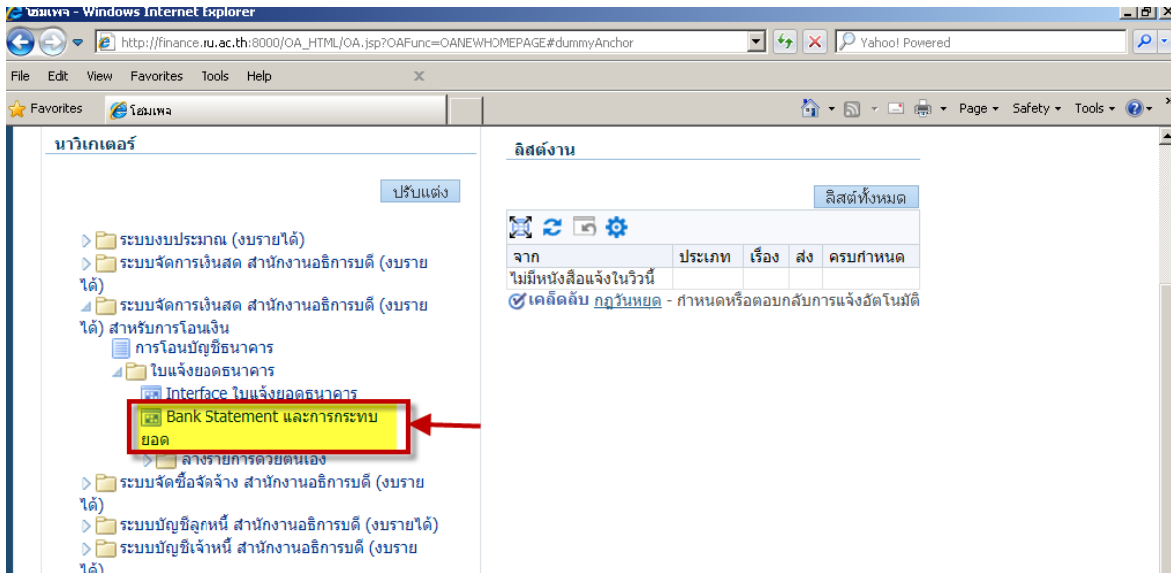 โฮมเพจ - Windows Internet Explorer
http://finance.ru.ac.th:8000/OA_HTML/OA.jsp?OAFunc=OANEWHOMEPAGE#dummyAnchor
Yahoo! Powered
File Edit View Favorites Tools Help
Favorites
โฮมเพจ
Page Safety Tools
นาวิเกเตอร์
ปรับแต่ง
ระบบงบประมาณ (งบรายได้)
ระบบจัดการเงินสด สำนักงานอธิการบดี (งบราย
ได้)
ระบบจัดการเงินสด สำนักงานอธิการบดี (งบราย
ได้) สำหรับการโอนเงิน
การโอนบัญชีธนาคาร
ใบแจ้งยอดธนาคาร
Interface ใบแจ้งยอดธนาคาร
Bank Statement และการกระทบ
ยอด
ล้างรายการด้วยตนเอง
ระบบจัดซื้อจัดจ้าง สำนักงานอธิการบดี (งบราย
ได้)
ระบบบัญชีลูกหนี้ สำนักงานอธิการบดี (งบรายได้)
ระบบบัญชีเจ้าหนี้ สำนักงานอธิการบดี (งบราย
ได้)
ลิสต์งาน
ลิสต์ทั้งหมด
จาก ประเภท เรื่อง ส่ง ครบกำหนด
ไม่มีหนังสือแจ้งในวิวนี้
เคล็ดลับ กฎวันหยุด - กำหนดหรือตอบกลับการแจ้งอัตโนมัติ